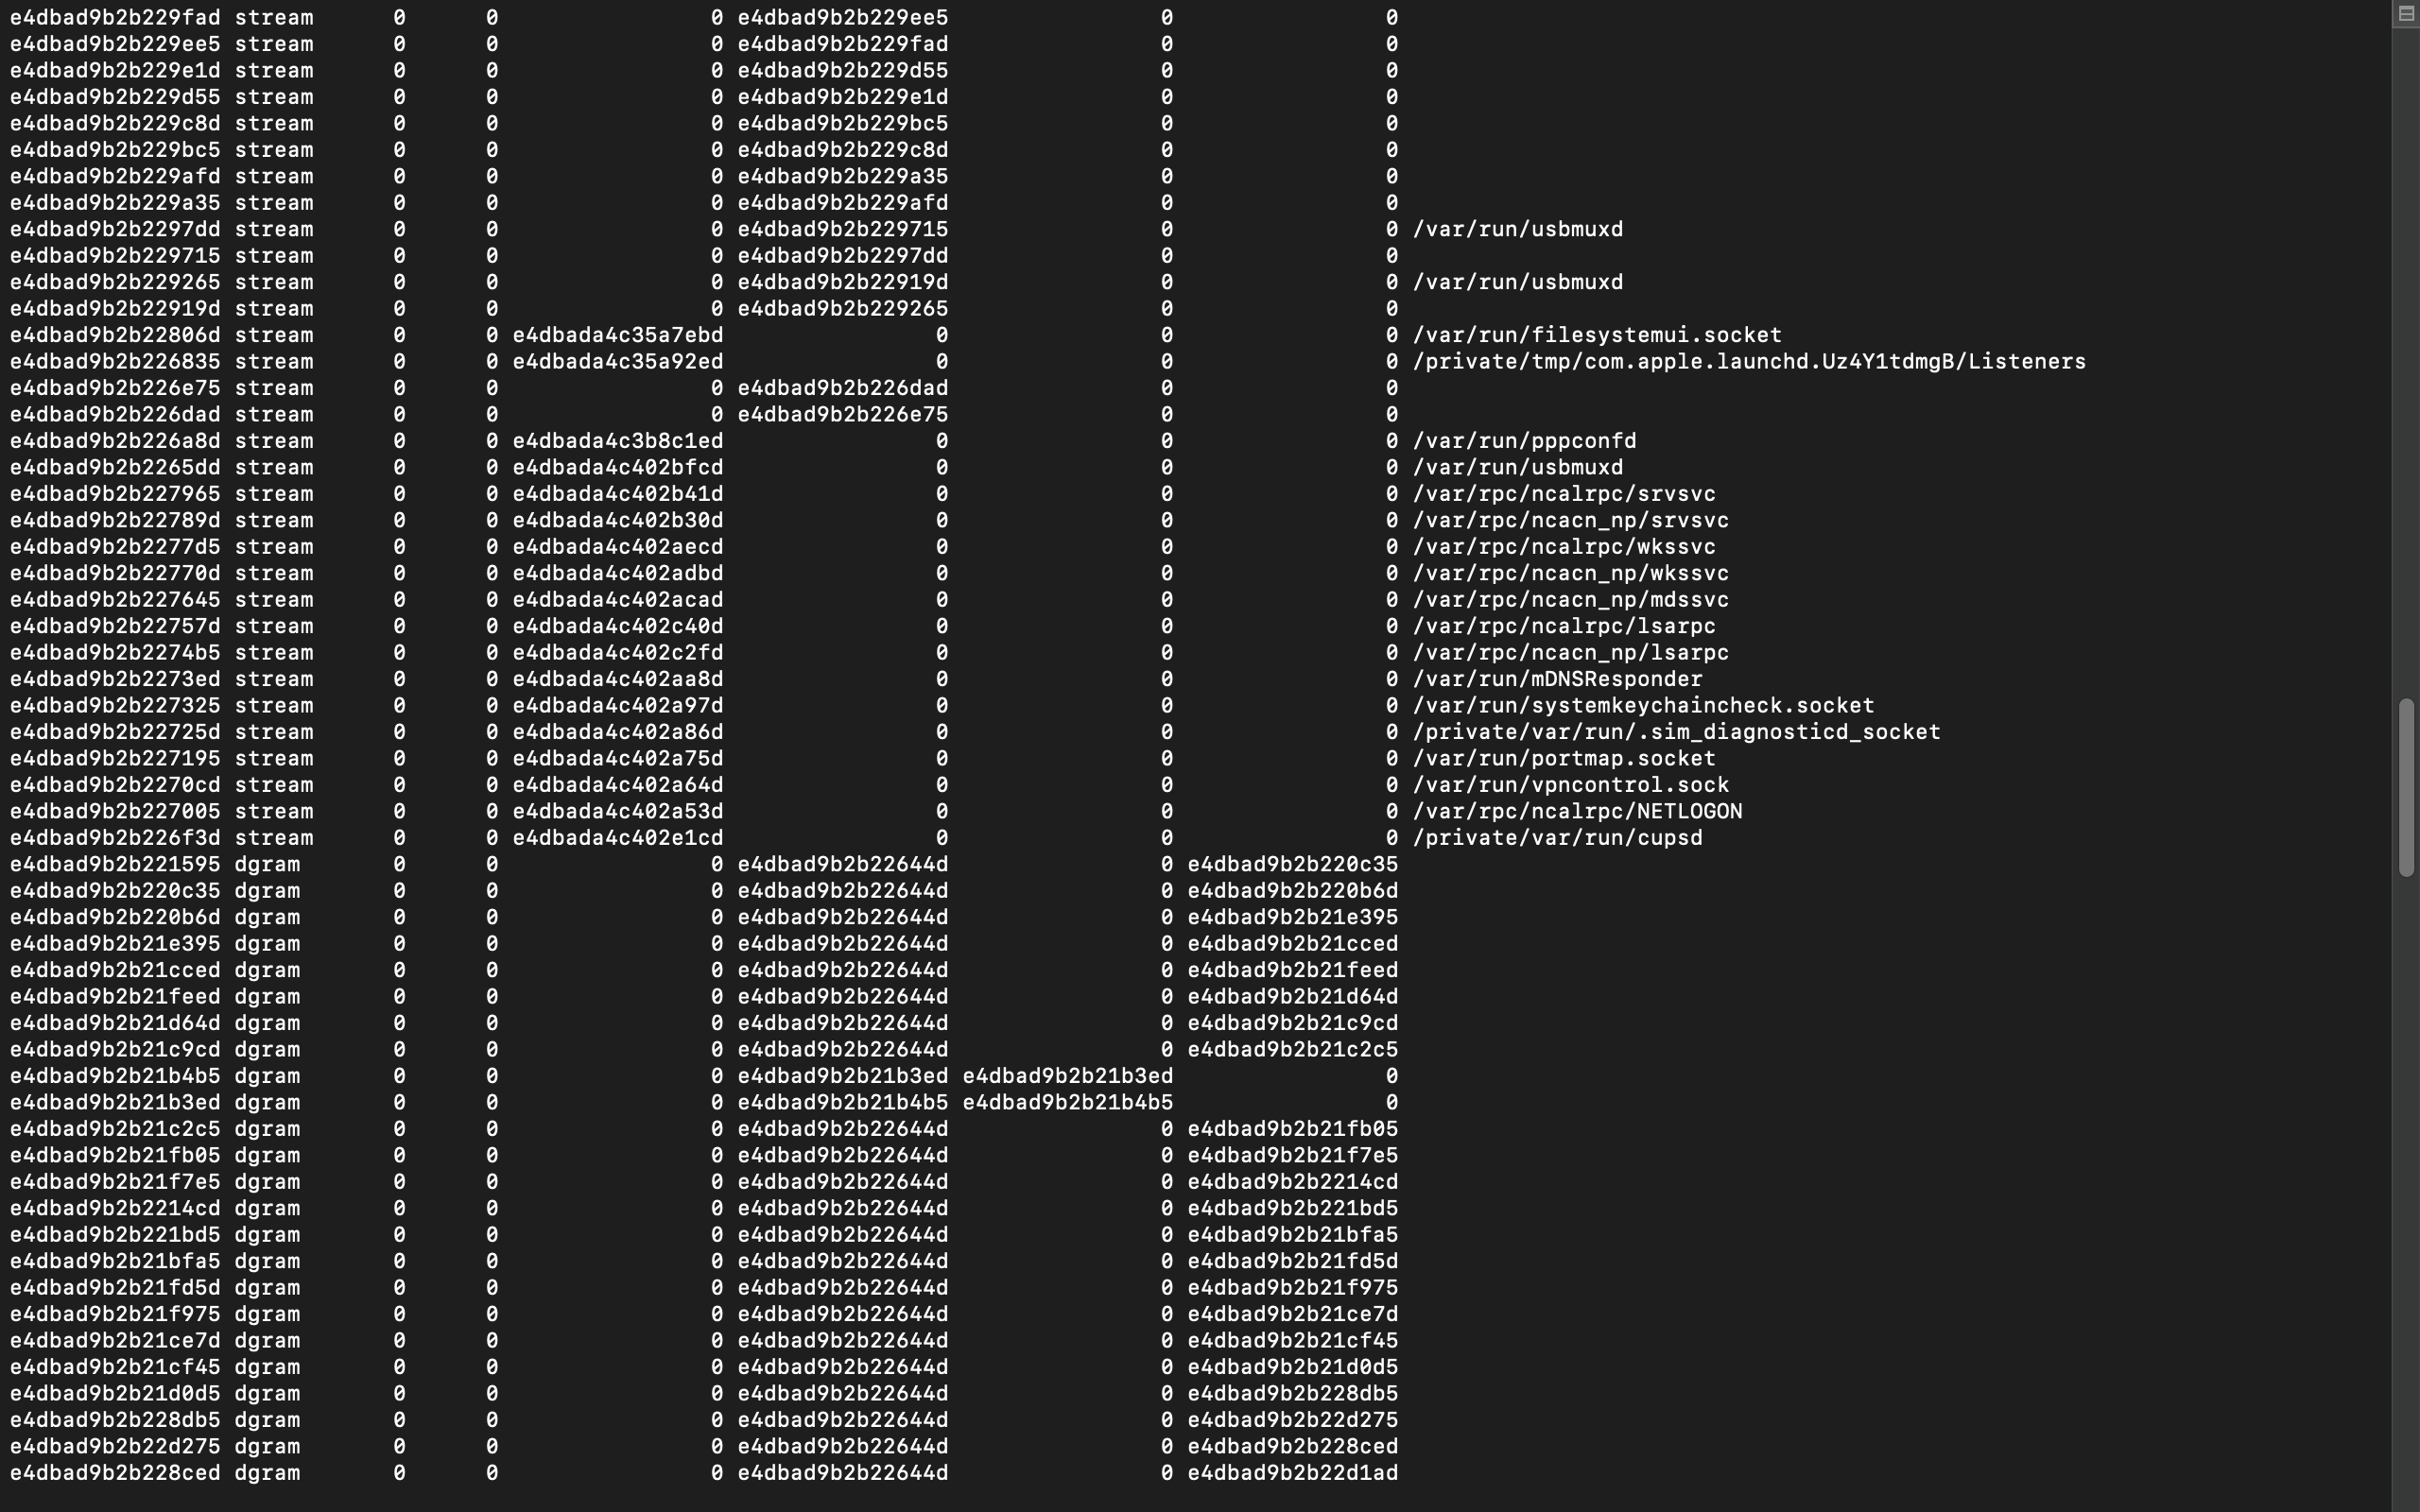 e4dbad9b2b229fad stream 0 0 0 e4dbad9b2b229ee5 0 0
e4dbad9b2b229ee5 stream 0 0 0 e4dbad9b2b229fad 0 0
e4dbad9b2b229e1d stream 0 0 0 e4dbad9b2b229d55 0 0
e4dbad9b2b229d55 stream 0 0 0 e4dbad9b2b229e1d 0 0
e4dbad9b2b229c8d stream 0 0 0 e4dbad9b2b229bc5 0 0
e4dbad9b2b229bc5 stream 0 0 0 e4dbad9b2b229c8d 0 0
e4dbad9b2b229afd stream 0 0 0 e4dbad9b2b229a35 0 0
e4dbad9b2b229a35 stream 0 0 0 e4dbad9b2b229afd 0 0
e4dbad9b2b2297dd stream 0 0 0 e4dbad9b2b229715 0 0 /var/run/usbmuxd
e4dbad9b2b229715 stream 0 0 0 e4dbad9b2b2297dd 0 0
e4dbad9b2b229265 stream 0 0 0 e4dbad9b2b22919d 0 0 /var/run/usbmuxd
e4dbad9b2b22919d stream 0 0 0 e4dbad9b2b229265 0 0
e4dbad9b2b22806d stream 0 0 e4dbada4c35a7ebd 0 0 0 /var/run/filesystemui.socket
e4dbad9b2b226835 stream 0 0 e4dbada4c35a92ed 0 0 0 /private/tmp/com.apple.launchd.Uz4Y1tdmgB/Listeners
e4dbad9b2b226e75 stream 0 0 0 e4dbad9b2b226dad 0 0
e4dbad9b2b226dad stream 0 0 0 e4dbad9b2b226e75 0 0
e4dbad9b2b226a8d stream 0 0 e4dbada4c3b8c1ed 0 0 0 /var/run/pppconfd
e4dbad9b2b2265dd stream 0 0 e4dbada4c402bfcd 0 0 0 /var/run/usbmuxd
e4dbad9b2b227965 stream 0 0 e4dbada4c402b41d 0 0 0 /var/rpc/ncalrpc/srvsvc
e4dbad9b2b22789d stream 0 0 e4dbada4c402b30d 0 0 0 /var/rpc/ncacn_np/srvsvc
e4dbad9b2b2277d5 stream 0 0 e4dbada4c402aecd 0 0 0 /var/rpc/ncalrpc/wkssvc
e4dbad9b2b22770d stream 0 0 e4dbada4c402adbd 0 0 0 /var/rpc/ncacn_np/wkssvc
e4dbad9b2b227645 stream 0 0 e4dbada4c402acad 0 0 0 /var/rpc/ncacn_np/mdssvc
e4dbad9b2b22757d stream 0 0 e4dbada4c402c40d 0 0 0 /var/rpc/ncalrpc/lsarpc
e4dbad9b2b2274b5 stream 0 0 e4dbada4c402c2fd 0 0 0 /var/rpc/ncacn_np/lsarpc
e4dbad9b2b2273ed stream 0 0 e4dbada4c402aa8d 0 0 0 /var/run/mDNSResponder
e4dbad9b2b227325 stream 0 0 e4dbada4c402a97d 0 0 0 /var/run/systemkeychaincheck.socket
e4dbad9b2b22725d stream 0 0 e4dbada4c402a86d 0 0 0 /private/var/run/.sim_diagnosticd_socket
e4dbad9b2b227195 stream 0 0 e4dbada4c402a75d 0 0 0 /var/run/portmap.socket
e4dbad9b2b2270cd stream 0 0 e4dbada4c402a64d 0 0 0 /var/run/vpncontrol.sock
e4dbad9b2b227005 stream 0 0 e4dbada4c402a53d 0 0 0 /var/rpc/ncalrpc/NETLOGON
e4dbad9b2b226f3d stream 0 0 e4dbada4c402e1cd 0 0 0 /private/var/run/cupsd
e4dbad9b2b221595 dgram 0 0 0 e4dbad9b2b22644d 0 e4dbad9b2b220c35
e4dbad9b2b220c35 dgram 0 0 0 e4dbad9b2b22644d 0 e4dbad9b2b220b6d
e4dbad9b2b220b6d dgram 0 0 0 e4dbad9b2b22644d 0 e4dbad9b2b21e395
e4dbad9b2b21e395 dgram 0 0 0 e4dbad9b2b22644d 0 e4dbad9b2b21cced
e4dbad9b2b21cced dgram 0 0 0 e4dbad9b2b22644d 0 e4dbad9b2b21feed
e4dbad9b2b21feed dgram 0 0 0 e4dbad9b2b22644d 0 e4dbad9b2b21d64d
e4dbad9b2b21d64d dgram 0 0 0 e4dbad9b2b22644d 0 e4dbad9b2b21c9cd
e4dbad9b2b21c9cd dgram 0 0 0 e4dbad9b2b22644d 0 e4dbad9b2b21c2c5
e4dbad9b2b21b4b5 dgram 0 0 0 e4dbad9b2b21b3ed e4dbad9b2b21b3ed 0
e4dbad9b2b21b3ed dgram 0 0 0 e4dbad9b2b21b4b5 e4dbad9b2b21b4b5 0
e4dbad9b2b21c2c5 dgram 0 0 0 e4dbad9b2b22644d 0 e4dbad9b2b21fb05
e4dbad9b2b21fb05 dgram 0 0 0 e4dbad9b2b22644d 0 e4dbad9b2b21f7e5
e4dbad9b2b21f7e5 dgram 0 0 0 e4dbad9b2b22644d 0 e4dbad9b2b2214cd
e4dbad9b2b2214cd dgram 0 0 0 e4dbad9b2b22644d 0 e4dbad9b2b221bd5
e4dbad9b2b221bd5 dgram 0 0 0 e4dbad9b2b22644d 0 e4dbad9b2b21bfa5
e4dbad9b2b21bfa5 dgram 0 0 0 e4dbad9b2b22644d 0 e4dbad9b2b21fd5d
e4dbad9b2b21fd5d dgram 0 0 0 e4dbad9b2b22644d 0 e4dbad9b2b21f975
e4dbad9b2b21f975 dgram 0 0 0 e4dbad9b2b22644d 0 e4dbad9b2b21ce7d
e4dbad9b2b21ce7d dgram 0 0 0 e4dbad9b2b22644d 0 e4dbad9b2b21cf45
e4dbad9b2b21cf45 dgram 0 0 0 e4dbad9b2b22644d 0 e4dbad9b2b21d0d5
e4dbad9b2b21d0d5 dgram 0 0 0 e4dbad9b2b22644d 0 e4dbad9b2b228db5
e4dbad9b2b228db5 dgram 0 0 0 e4dbad9b2b22644d 0 e4dbad9b2b22d275
e4dbad9b2b22d275 dgram 0 0 0 e4dbad9b2b22644d 0 e4dbad9b2b228ced
e4dbad9b2b228ced dgram 0 0 0 e4dbad9b2b22644d 0 e4dbad9b2b22d1ad